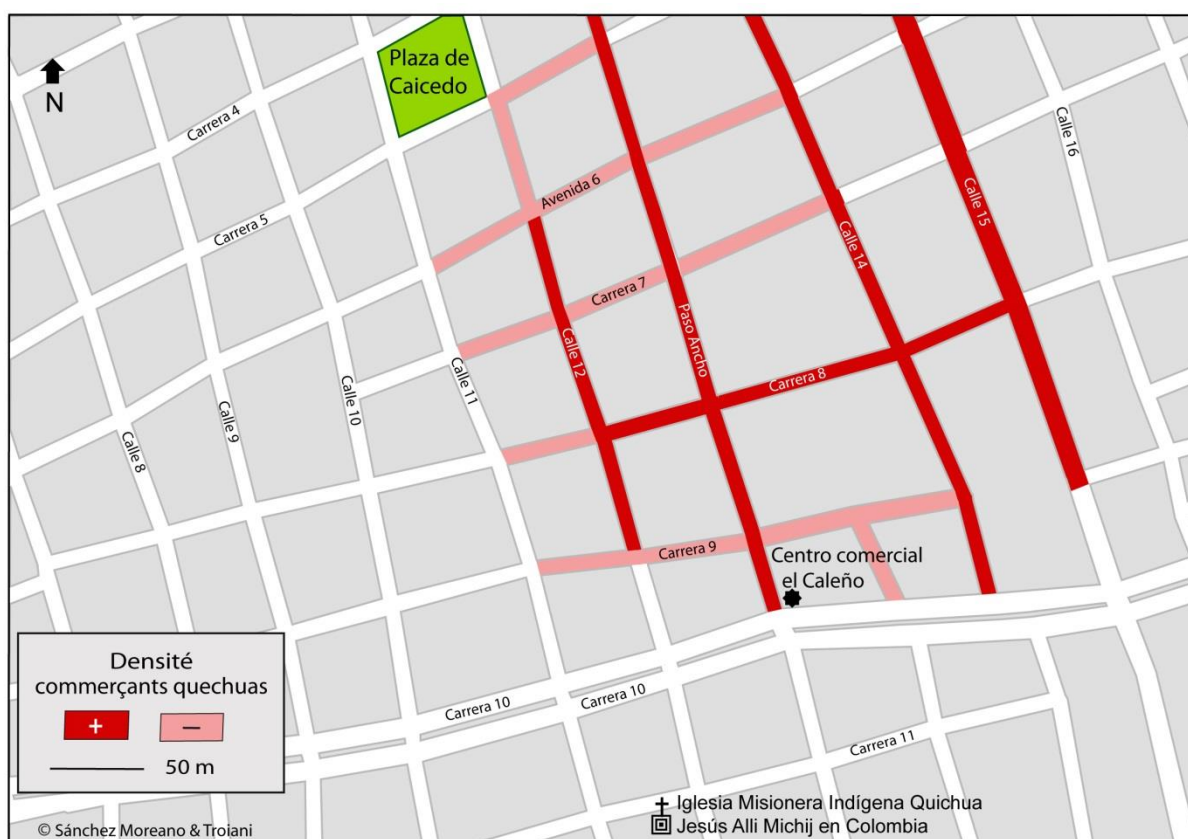 Plaza de
Caicedo
N
Carrera 4
Calle 16
Avenida 6
Calle 15
Carrera 5
Calle 14
Carrera 7
Paso Ancho
Calle 12
Calle 11
Carrera 8
Calle 10
Calle 9
Calle 8
Carrera 9
Centro comercial
el Caleño
Densité
commerçants quechuas
+ −
50 m
Carrera 10
Carrera 10
Carrera 11
Iglesia Misionera Indígena Quichua
Jesús Alli Michij en Colombia
© Sánchez Moreano & Troiani